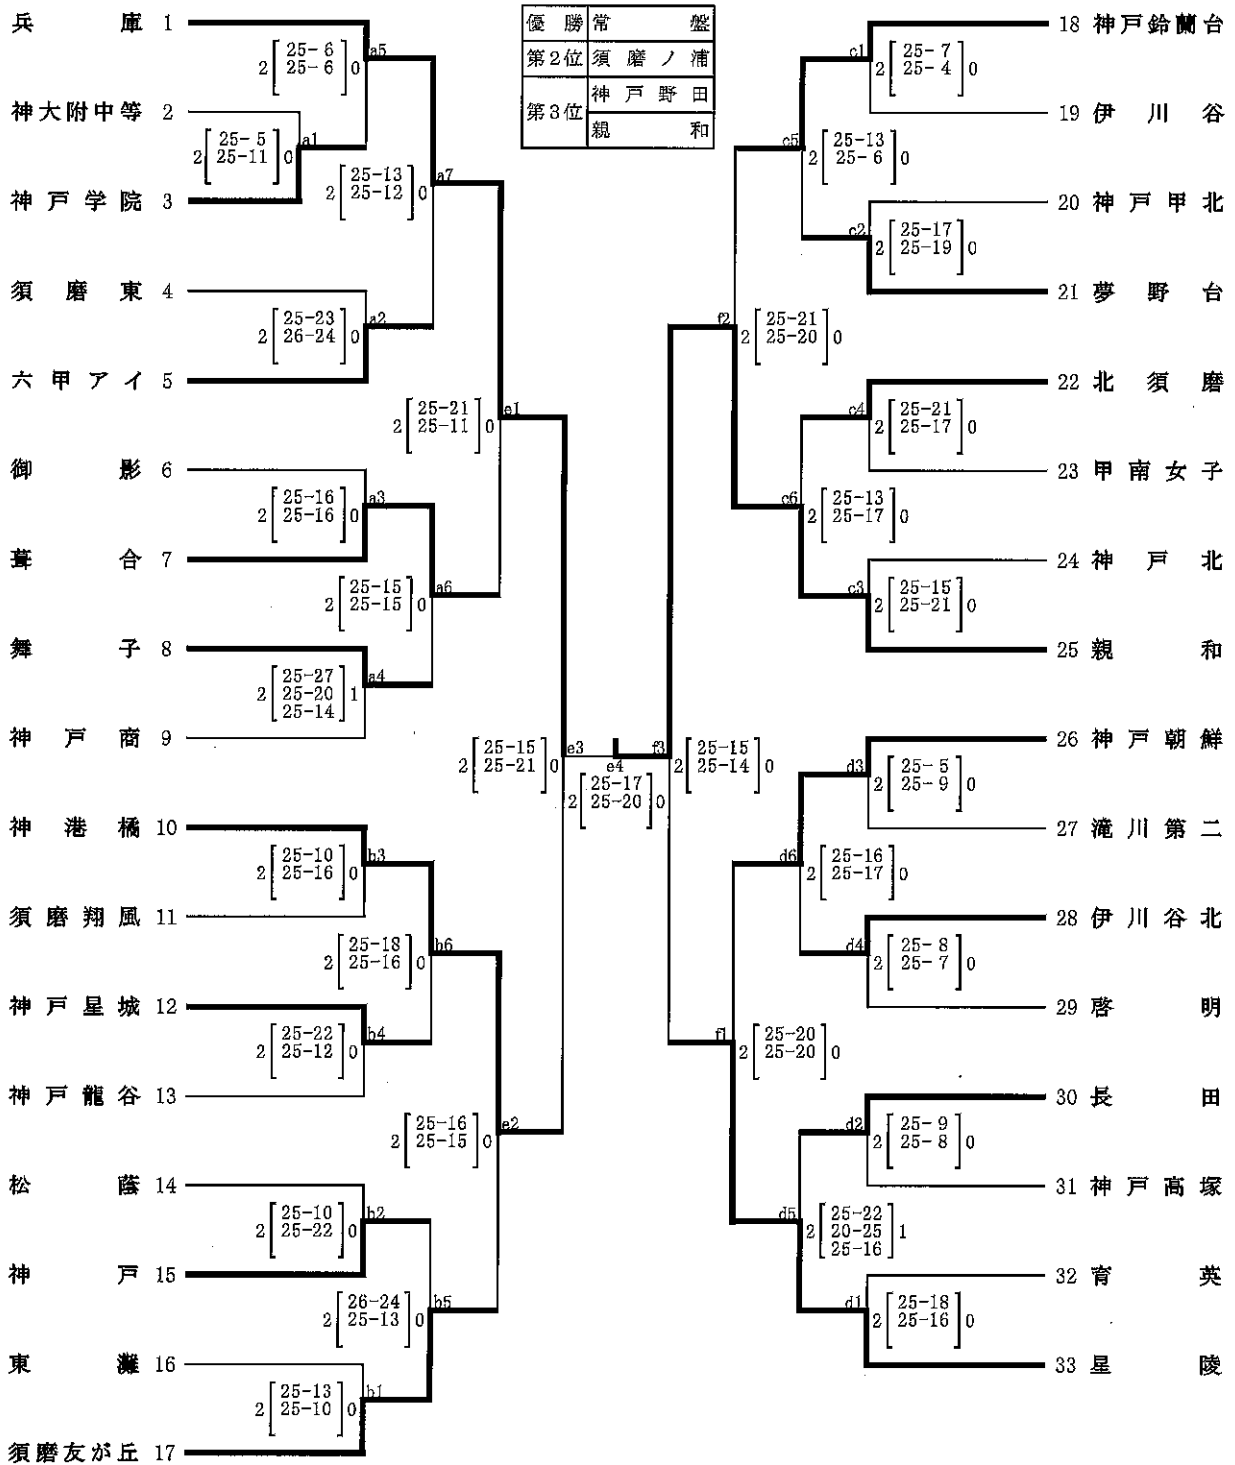 優勝 常盤
第2位 須磨ノ浦
第3位 神戸野田
親和
兵庫 1
2 [25-6 25-6] 0 a5
神大附中等 2
2 [25-5 25-11] 0 a1
神戸学院 3
2 [25-13 25-12] 0 a7
須磨東 4
2 [25-23 26-24] 0 a2
六甲アイ 5
2 [25-21 25-11] 0 e1
御影 6
2 [25-16 25-16] 0 a3
葺合 7
2 [25-15 25-15] 0 a6
舞子 8
2 [25-27 25-20 25-14] 1 a4
神戸商 9
2 [25-15 25-21] 0 e3
神港橘 10
2 [25-10 25-16] 0 b3
須磨翔風 11
2 [25-18 25-16] 0 b6
神戸星城 12
2 [25-22 25-12] 0 b4
神戸龍谷 13
2 [25-16 25-15] 0 e2
松蔭 14
2 [25-10 25-22] 0 b2
神戸 15
2 [26-24 25-13] 0 b5
東灘 16
2 [25-13 25-10] 0 b1
須磨友が丘 17
e4
2 [25-17 25-20] 0
18 神戸鈴蘭台
c1 2 [25-7 25-4] 0
19 伊川谷
c5 2 [25-13 25-6] 0
20 神戸甲北
c2 2 [25-17 25-19] 0
21 夢野台
f2 2 [25-21 25-20] 0
22 北須磨
c4 2 [25-21 25-17] 0
23 甲南女子
c6 2 [25-13 25-17] 0
24 神戸北
c3 2 [25-15 25-21] 0
25 親和
f3 2 [25-15 25-14] 0
26 神戸朝鮮
d3 2 [25-5 25-9] 0
27 滝川第二
d6 2 [25-16 25-17] 0
28 伊川谷北
d4 2 [25-8 25-7] 0
29 啓明
f1 2 [25-20 25-20] 0
30 長田
d2 2 [25-9 25-8] 0
31 神戸高塚
d5 2 [25-22 20-25 25-16] 1
32 育英
d1 2 [25-18 25-16] 0
33 星陵